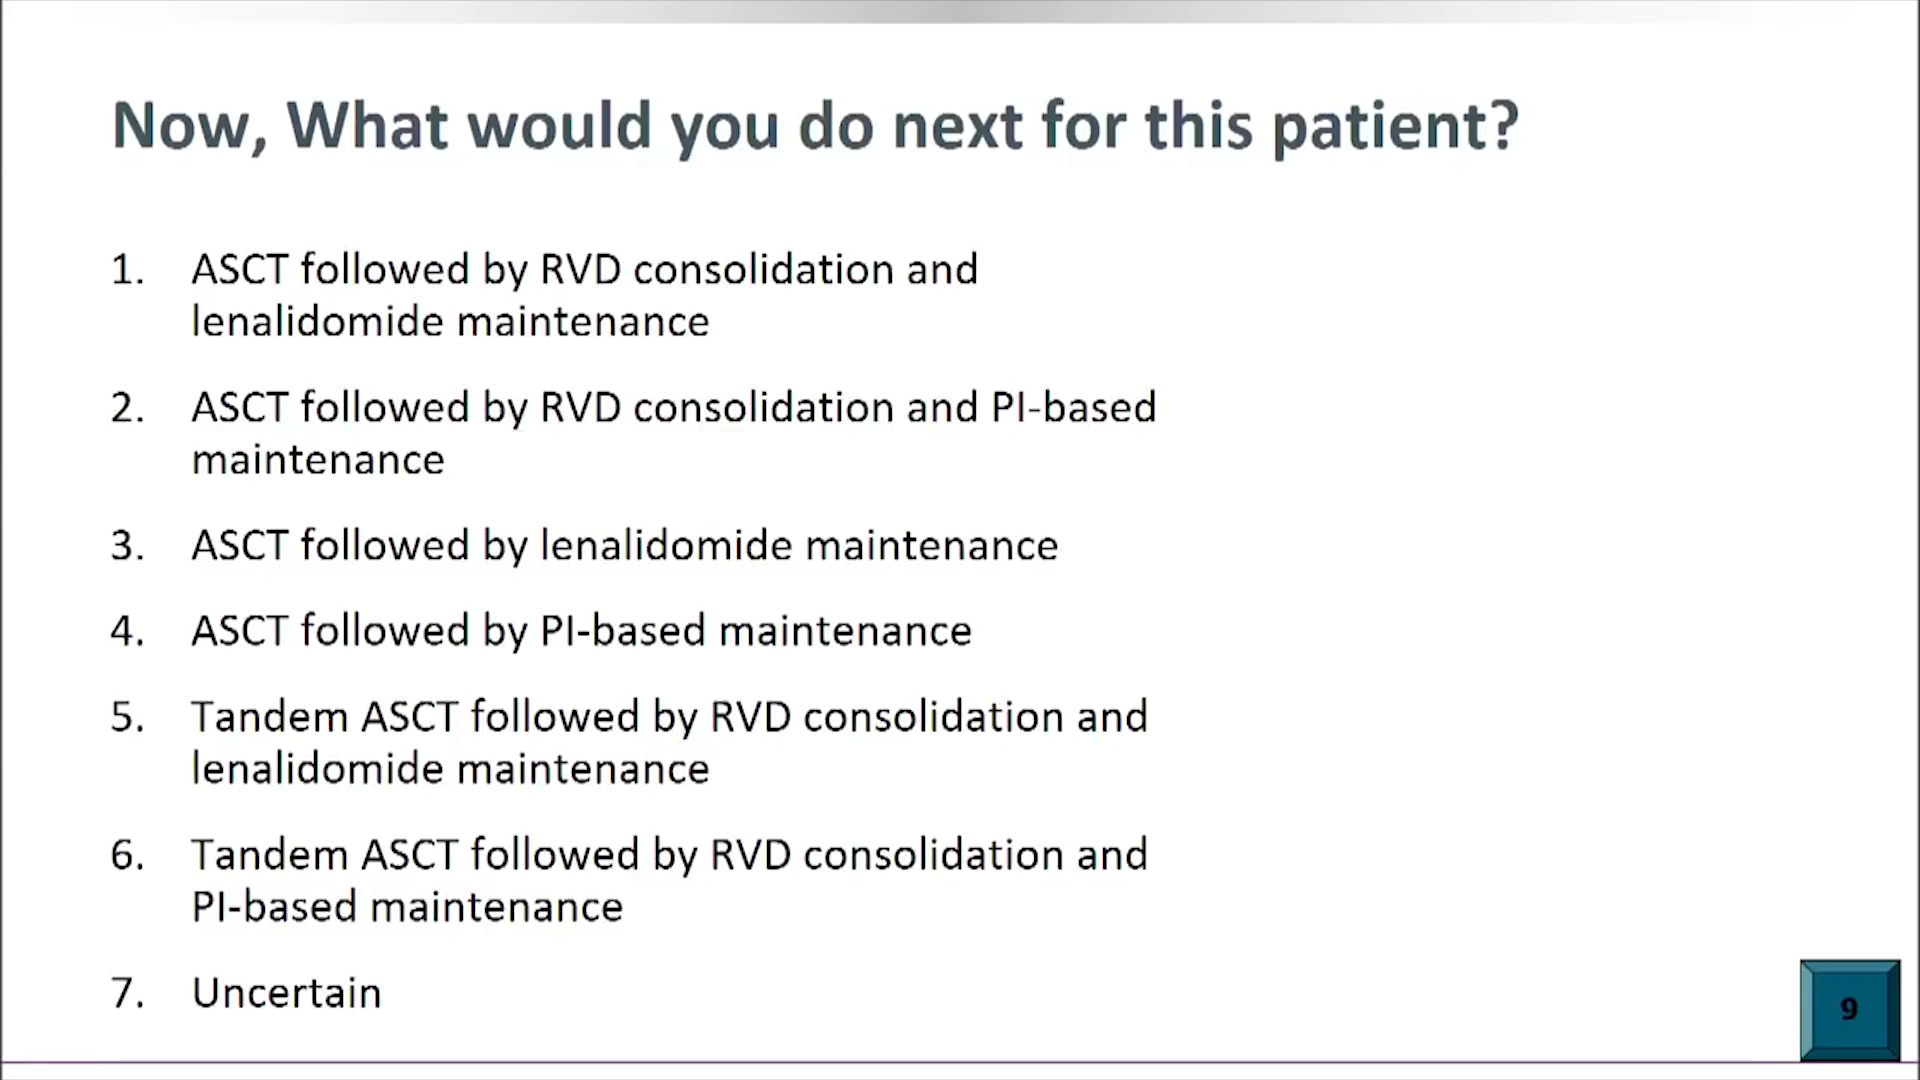 Now, What would you do next for this patient?
1. ASCT followed by RVD consolidation and
lenalidomide maintenance
2. ASCT followed by RVD consolidation and PI-based
maintenance
3. ASCT followed by lenalidomide maintenance
4. ASCT followed by PI-based maintenance
5. Tandem ASCT followed by RVD consolidation and
lenalidomide maintenance
6. Tandem ASCT followed by RVD consolidation and
PI-based maintenance
7. Uncertain
9